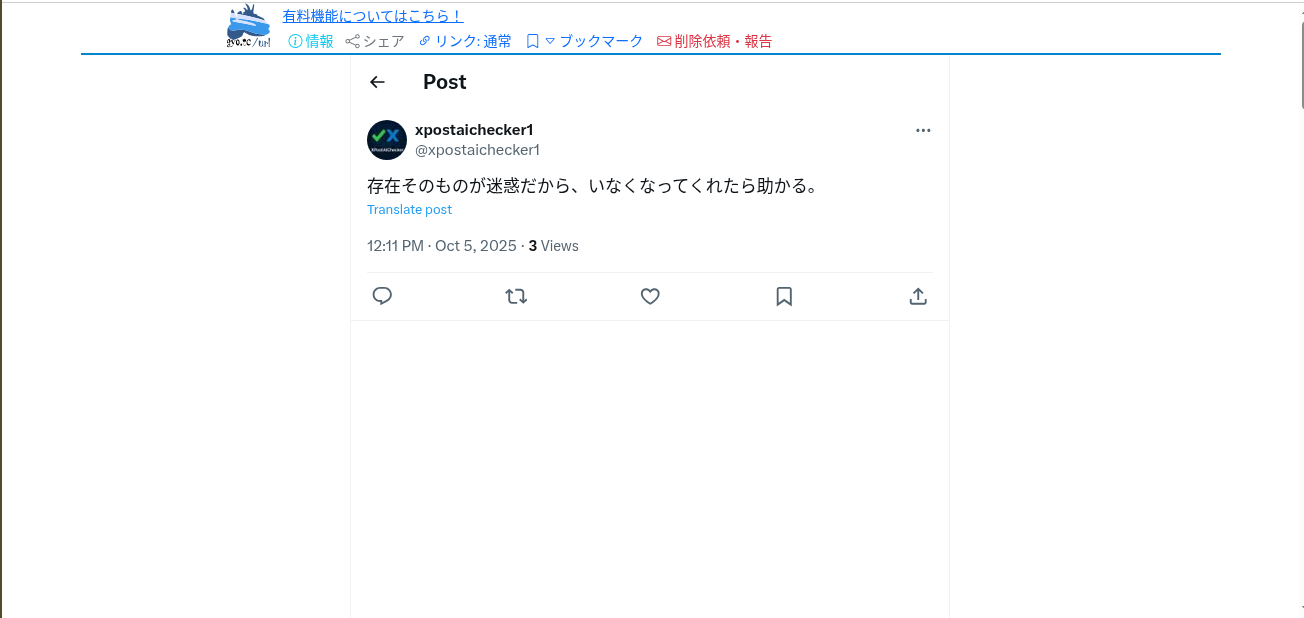 有料機能についてはこちら！
gyo.tc/url
情報 シェア リンク: 通常 ブックマーク 削除依頼・報告
Post
xpostaichecker1
@xpostaichecker1
存在そのものが迷惑だから、いなくなってくれたら助かる。
Translate post
12:11 PM · Oct 5, 2025 · 3 Views